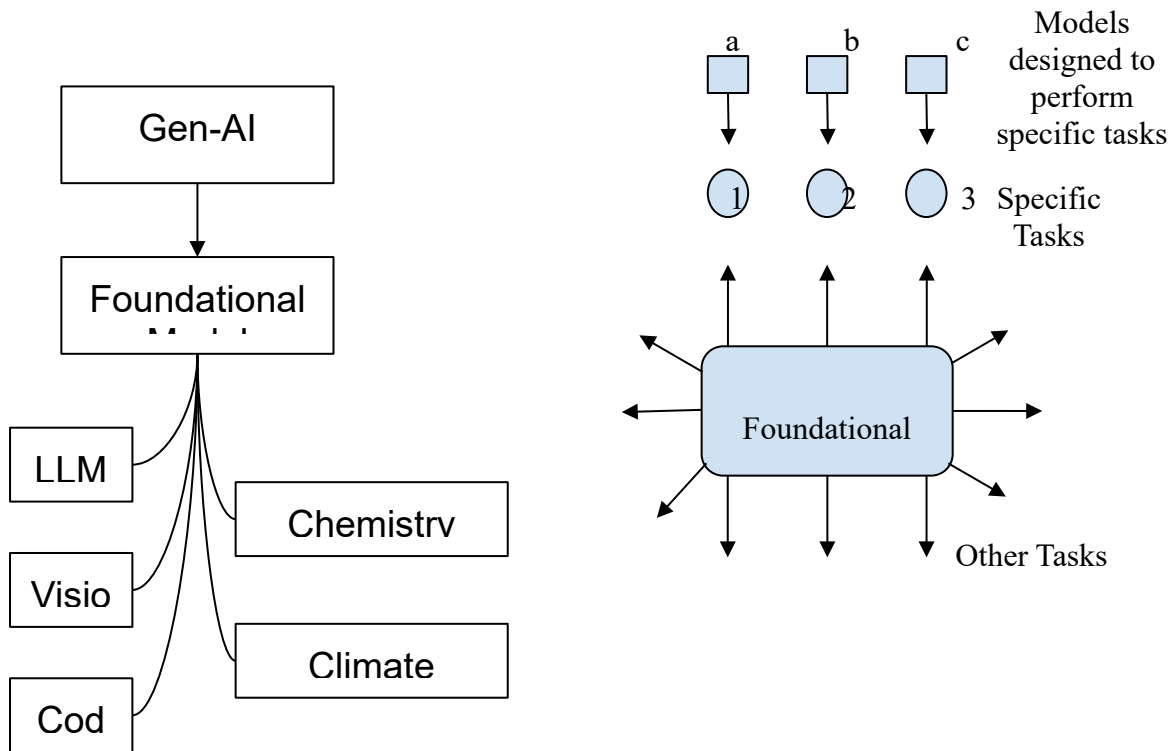 Gen-AI
Foundational
LLM
Chemistry
Visio
Climate
Cod
a
b
c
Models
designed to
perform
specific tasks
1
2
3
Specific
Tasks
Foundational
Other Tasks